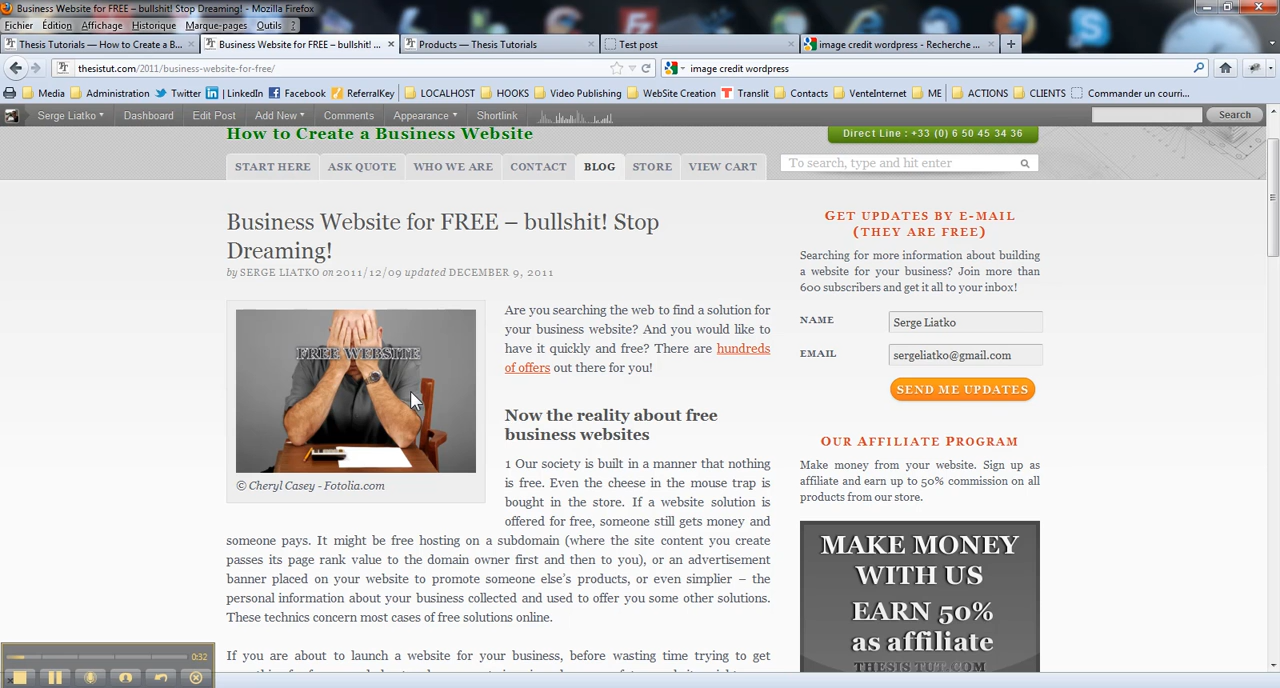 Business Website for FREE – bullshit! Stop Dreaming! - Mozilla Firefox
Fichier Édition Affichage Historique Marque-pages Outils ?
Thesis Tutorials — How to Create a B... Business Website for FREE – bullshit! ... Products — Thesis Tutorials Test post image credit wordpress - Recherche ...
thesistut.com/2011/business-website-for-free/ image credit wordpress
Media Administration Twitter LinkedIn Facebook ReferralKey LOCALHOST HOOKS Video Publishing WebSite Creation Translit Contacts VenteInternet ME ACTIONS CLIENTS Commander un courri...
Serge Liatko Dashboard Edit Post Add New Comments Appearance Shortlink Search
How to Create a Business Website
Direct Line : +33 (0) 6 50 45 34 36
START HERE ASK QUOTE WHO WE ARE CONTACT BLOG STORE VIEW CART
To search, type and hit enter
Business Website for FREE – bullshit! Stop
Dreaming!
by SERGE LIATKO on 2011/12/09 updated DECEMBER 9, 2011
FREE WEBSITE
© Cheryl Casey - Fotolia.com
Are you searching the web to find a solution for
your business website? And you would like to
have it quickly and free? There are hundreds
of offers out there for you!
Now the reality about free
business websites
1 Our society is built in a manner that nothing
is free. Even the cheese in the mouse trap is
bought in the store. If a website solution is
offered for free, someone still gets money and
someone pays. It might be free hosting on a subdomain (where the site content you create
passes its page rank value to the domain owner first and then to you), or an advertisement
banner placed on your website to promote someone else's products, or even simplier – the
personal information about your business collected and used to offer you some other solutions.
These technics concern most cases of free solutions online.
If you are about to launch a website for your business, before wasting time trying to get
GET UPDATES BY E-MAIL
(THEY ARE FREE)
Searching for more information about building
a website for your business? Join more than
600 subscribers and get it all to your inbox!
NAME Serge Liatko
EMAIL sergeliatko@gmail.com
SEND ME UPDATES
OUR AFFILIATE PROGRAM
Make money from your website. Sign up as
affiliate and earn up to 50% commission on all
products from our store.
MAKE MONEY
WITH US
EARN 50%
as affiliate
THESIS TUT.COM
0:32